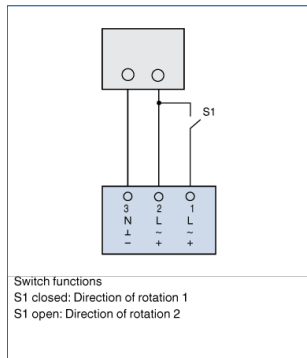 S1
3 2 1
N L L
⊥ ~ ~
– + +
Switch functions
S1 closed: Direction of rotation 1
S1 open: Direction of rotation 2